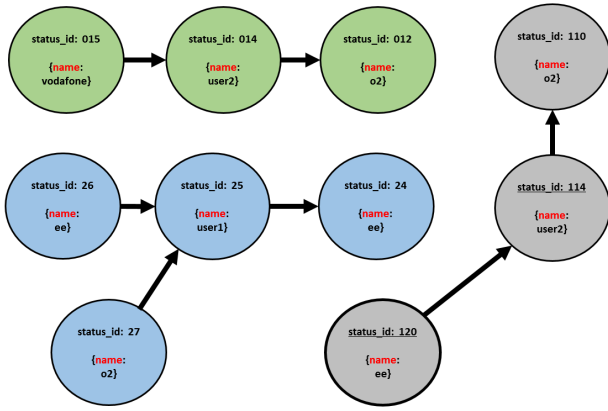 status_id: 015
{name:
vodafone}
status_id: 014
{name:
user2}
status_id: 012
{name:
o2}
status_id: 110
{name:
o2}
status_id: 26
{name:
ee}
status_id: 25
{name:
user1}
status_id: 24
{name:
ee}
status_id: 114
{name:
user2}
status_id: 27
{name:
o2}
status_id: 120
{name:
ee}